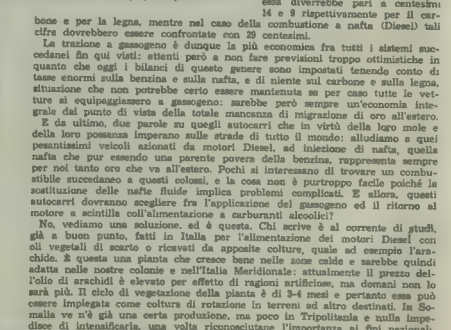 essa diverrebbe pari a centesimi
14 e 9 rispettivamente per il car-
bone e per la legna, mentre nel caso della combustione a nafta (Diesel) tali
cifre dovrebbero essere confrontate con 29 centesimi.
La trazione a gassogeno è dunque la più economica fra tutti i sistemi suc-
cedanei fin qui visti: attenti però a non fare previsioni troppo ottimistiche in
quanto che oggi i bilanci di questo genere sono impostati tenendo conto di
tasse enormi sulla benzina e sulla nafta, e di niente sul carbone e sulla legna,
situazione che non potrebbe certo essere mantenuta se per caso tutte le vet-
ture si equipaggiassero a gassogeno: sarebbe però sempre un'economia inte-
grale dal punto di vista della totale mancanza di migrazione di oro all'estero.
E da ultimo, due parole su quegli autocarri che in virtù della loro mole e
della loro possanza imperano sulle strade di tutto il mondo: alludiamo a quei
pesantissimi veicoli azionati da motori Diesel, ad iniezione di nafta, quella
nafta che pur essendo una parente povera della benzina, rappresenta sempre
per noi tanto oro che va all'estero. Pochi si interessano di trovare un combu-
stibile succedaneo a questi colossi, e la cosa non è purtroppo facile poichè la
sostituzione delle nafte fluide implica problemi complicati. E allora, questi
autocarri dovranno scegliere fra l'applicazione del gassogeno ed il ritorno al
motore a scintilla coll'alimentazione a carburanti alcoolici?
No, vediamo una soluzione, ed è questa. Chi scrive è al corrente di studi,
già a buon punto, fatti in Italia per l'alimentazione dei motori Diesel con
oli vegetali di scarto o ricavati da apposite colture, quale ad esempio l'ara-
chide. È questa una pianta che cresce bene nelle zone calde e sarebbe quindi
adatta nelle nostre colonie e nell'Italia Meridionale: attualmente il prezzo del-
l'olio di arachidi è elevato per effetto di ragioni artificiose, ma domani non lo
sarà più. Il ciclo di vegetazione della pianta è di 3-4 mesi e pertanto essa può
essere impiegata come coltura di rotazione in terreni ad altro destinati. In So-
malia ve n'è già una certa produzione, ma poco in Tripolitania e nulla impe-
disce di intensificarla, una volta riconosciutane l'importanza ai fini nazionali